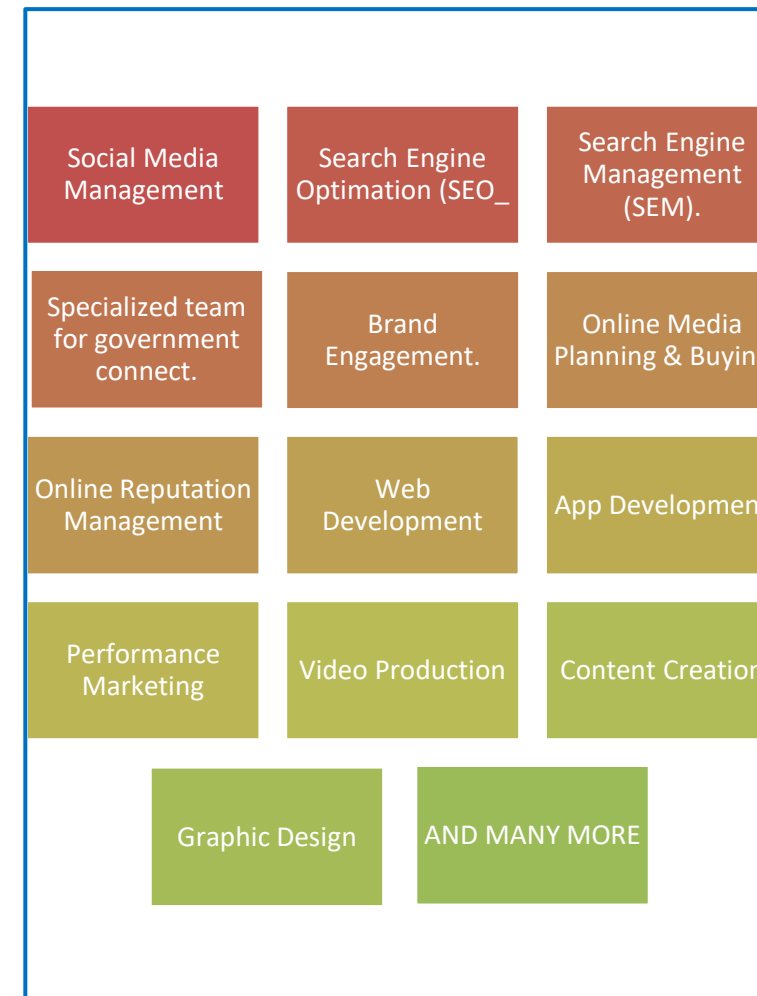 Social Media
Management
Search Engine
Optimation (SEO_
Search Engine
Management
(SEM).
Specialized team
for government
connect.
Brand
Engagement.
Online Media
Planning & Buyin
Online Reputation
Management
Web
Development
App Developmen
Performance
Marketing
Video Production
Content Creation
Graphic Design
AND MANY MORE